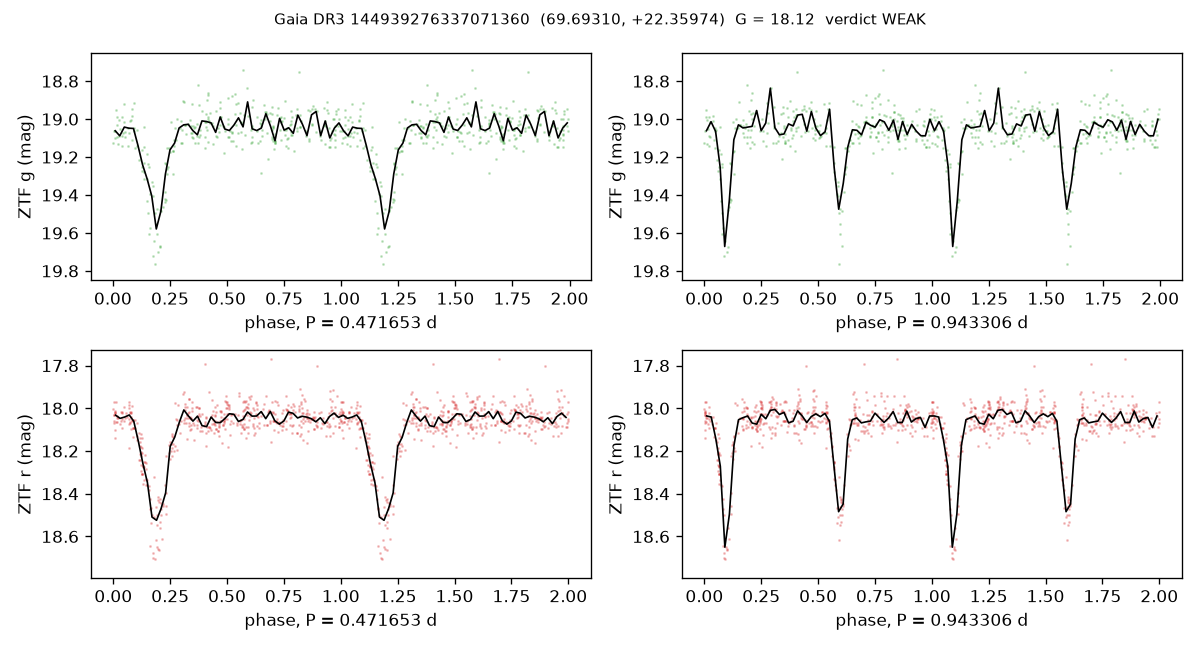 Gaia DR3 144939276337071360 (69.69310, +22.35974) G = 18.12 verdict WEAK
ZTF g (mag)
18.8
19.0
19.2
19.4
19.6
19.8
0.00 0.25 0.50 0.75 1.00 1.25 1.50 1.75 2.00
phase, P = 0.471653 d
ZTF g (mag)
18.8
19.0
19.2
19.4
19.6
19.8
0.00 0.25 0.50 0.75 1.00 1.25 1.50 1.75 2.00
phase, P = 0.943306 d
ZTF r (mag)
17.8
18.0
18.2
18.4
18.6
0.00 0.25 0.50 0.75 1.00 1.25 1.50 1.75 2.00
phase, P = 0.471653 d
ZTF r (mag)
17.8
18.0
18.2
18.4
18.6
0.00 0.25 0.50 0.75 1.00 1.25 1.50 1.75 2.00
phase, P = 0.943306 d